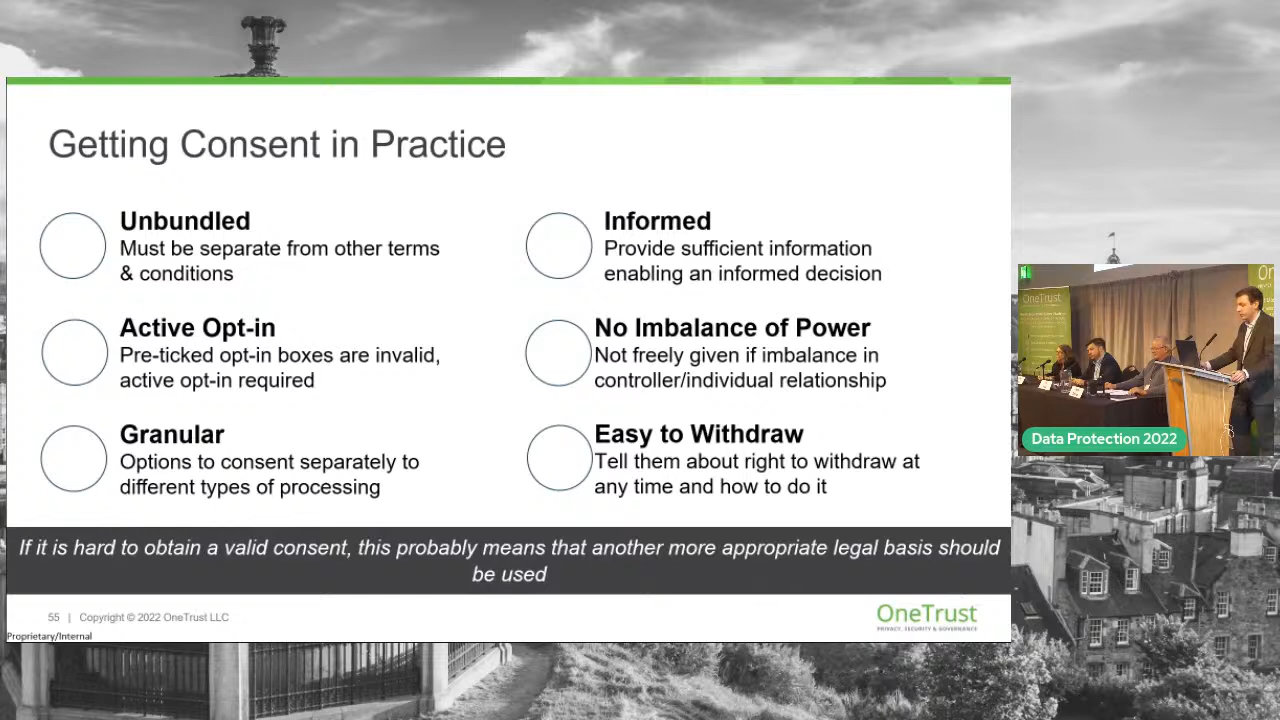 Getting Consent in Practice
Unbundled
Must be separate from other terms
& conditions
Active Opt-in
Pre-ticked opt-in boxes are invalid,
active opt-in required
Granular
Options to consent separately to
different types of processing
Informed
Provide sufficient information
enabling an informed decision
No Imbalance of Power
Not freely given if imbalance in
controller/individual relationship
Easy to Withdraw
Tell them about right to withdraw at
any time and how to do it
If it is hard to obtain a valid consent, this probably means that another more appropriate legal basis should
be used
55 | Copyright © 2022 OneTrust LLC
OneTrust
PRIVACY, SECURITY & GOVERNANCE
Proprietary/Internal
OneTrust
Data Protection 2022